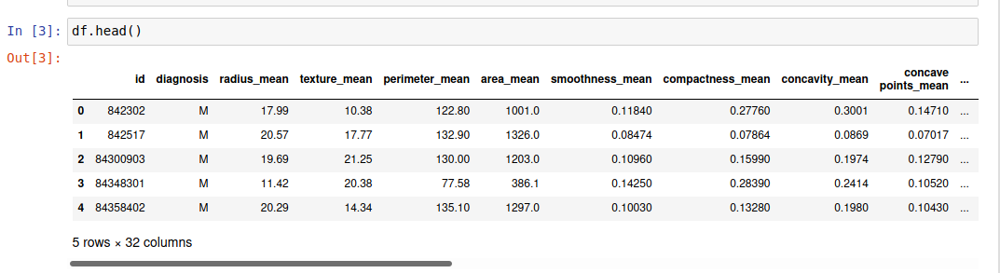 In [3]: df.head()
Out[3]:
id diagnosis radius_mean texture_mean perimeter_mean area_mean smoothness_mean compactness_mean concavity_mean concave points_mean ...
0 842302 M 17.99 10.38 122.80 1001.0 0.11840 0.27760 0.3001 0.14710 ...
1 842517 M 20.57 17.77 132.90 1326.0 0.08474 0.07864 0.0869 0.07017 ...
2 84300903 M 19.69 21.25 130.00 1203.0 0.10960 0.15990 0.1974 0.12790 ...
3 84348301 M 11.42 20.38 77.58 386.1 0.14250 0.28390 0.2414 0.10520 ...
4 84358402 M 20.29 14.34 135.10 1297.0 0.10030 0.13280 0.1980 0.10430 ...
5 rows × 32 columns